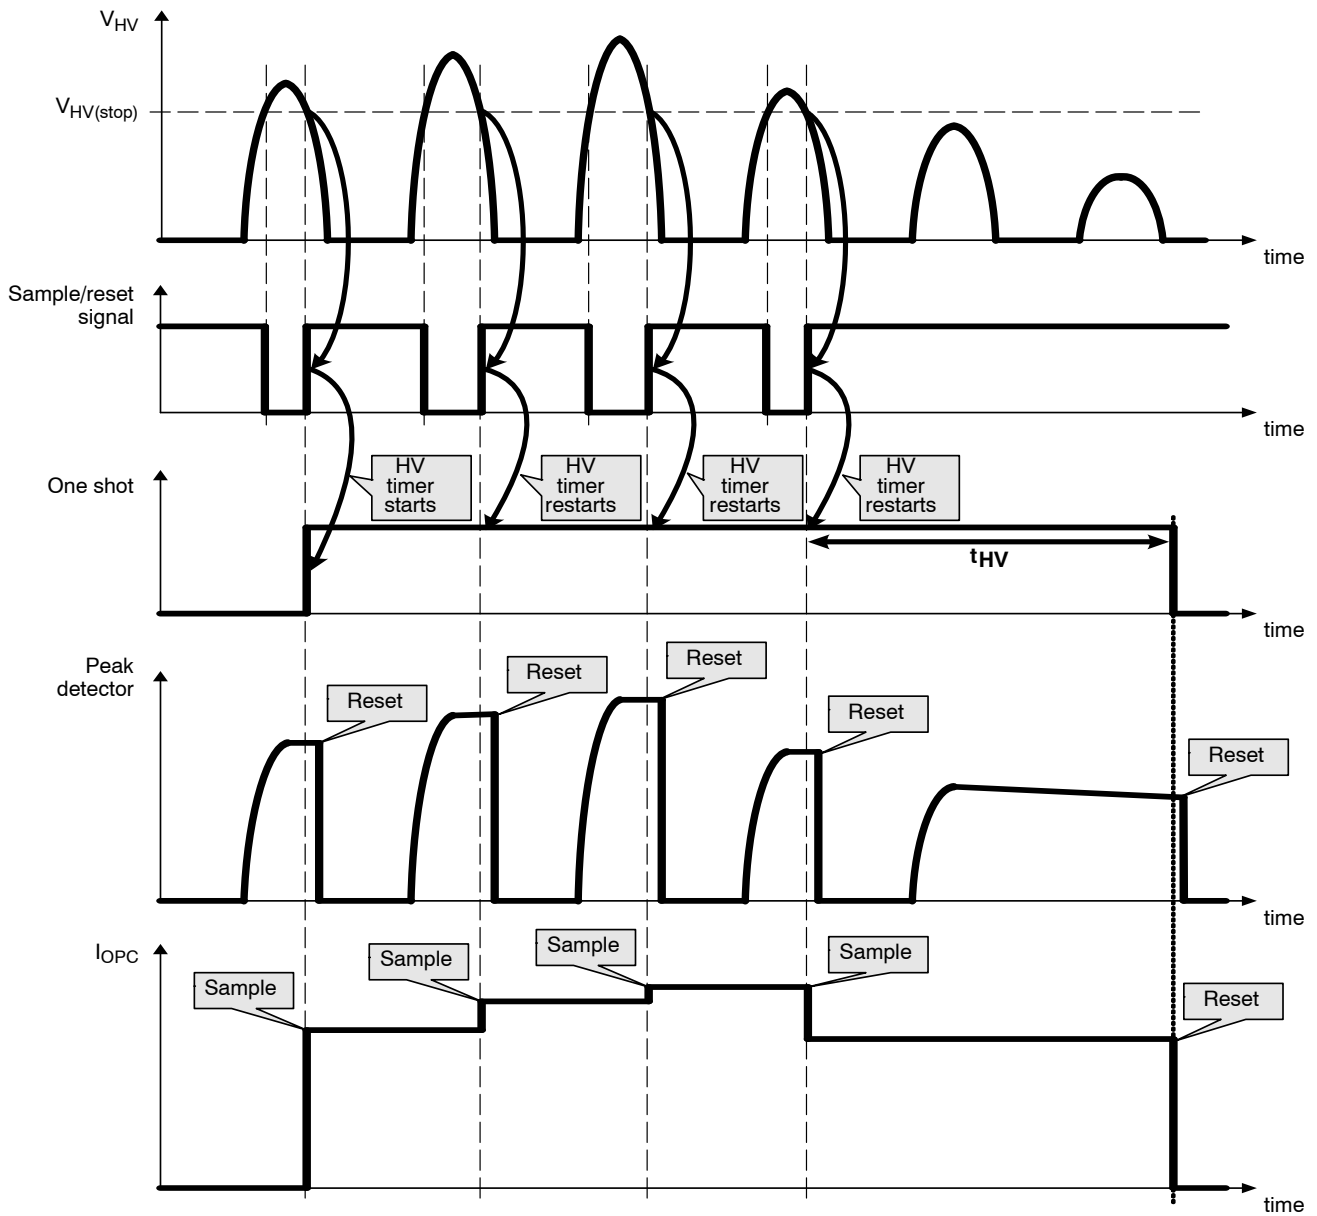 VHV
VHV(stop)
time
Sample/reset
signal
time
One shot
HV
timer
starts
HV
timer
restarts
HV
timer
restarts
HV
timer
restarts
tHV
time
Peak
detector
Reset
Reset
Reset
Reset
Reset
time
IOPC
Sample
Sample
Sample
Sample
Reset
time